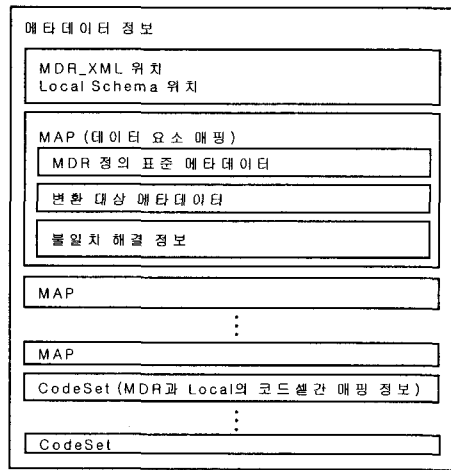 메타데이터 정보
MDR_XML 위치
Local Schema 위치
MAP (데이터 요소 매핑)
MDR 정의 표준 메타데이터
변환 대상 메타데이터
불일치 해결 정보
MAP
⋮
MAP
CodeSet (MDR과 Local의 코드셀간 매핑 정보)
⋮
CodeSet